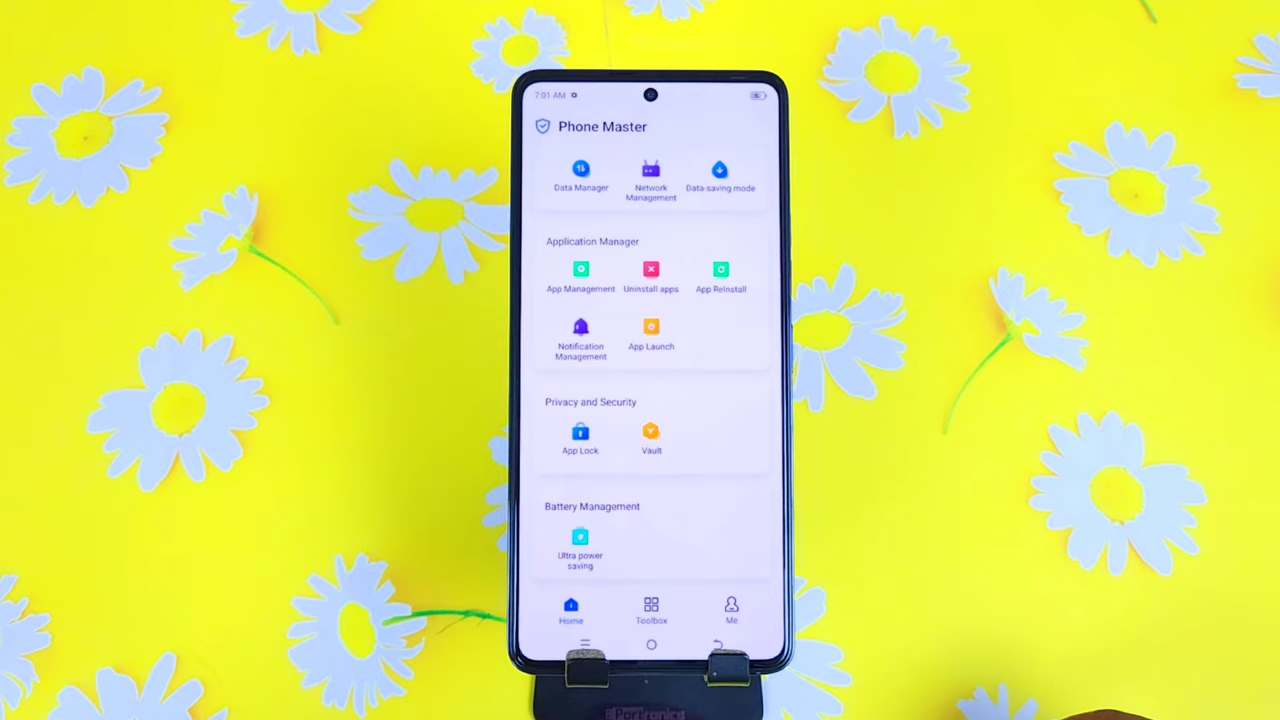 7:01 AM
Phone Master
Data Manager
Network
Management
Data-saving mode
Application Manager
App Management
Uninstall apps
App ReInstall
Notification
Management
App Launch
Privacy and Security
App Lock
Vault
Battery Management
Ultra power
saving
Home
Toolbox
Me
Portronics